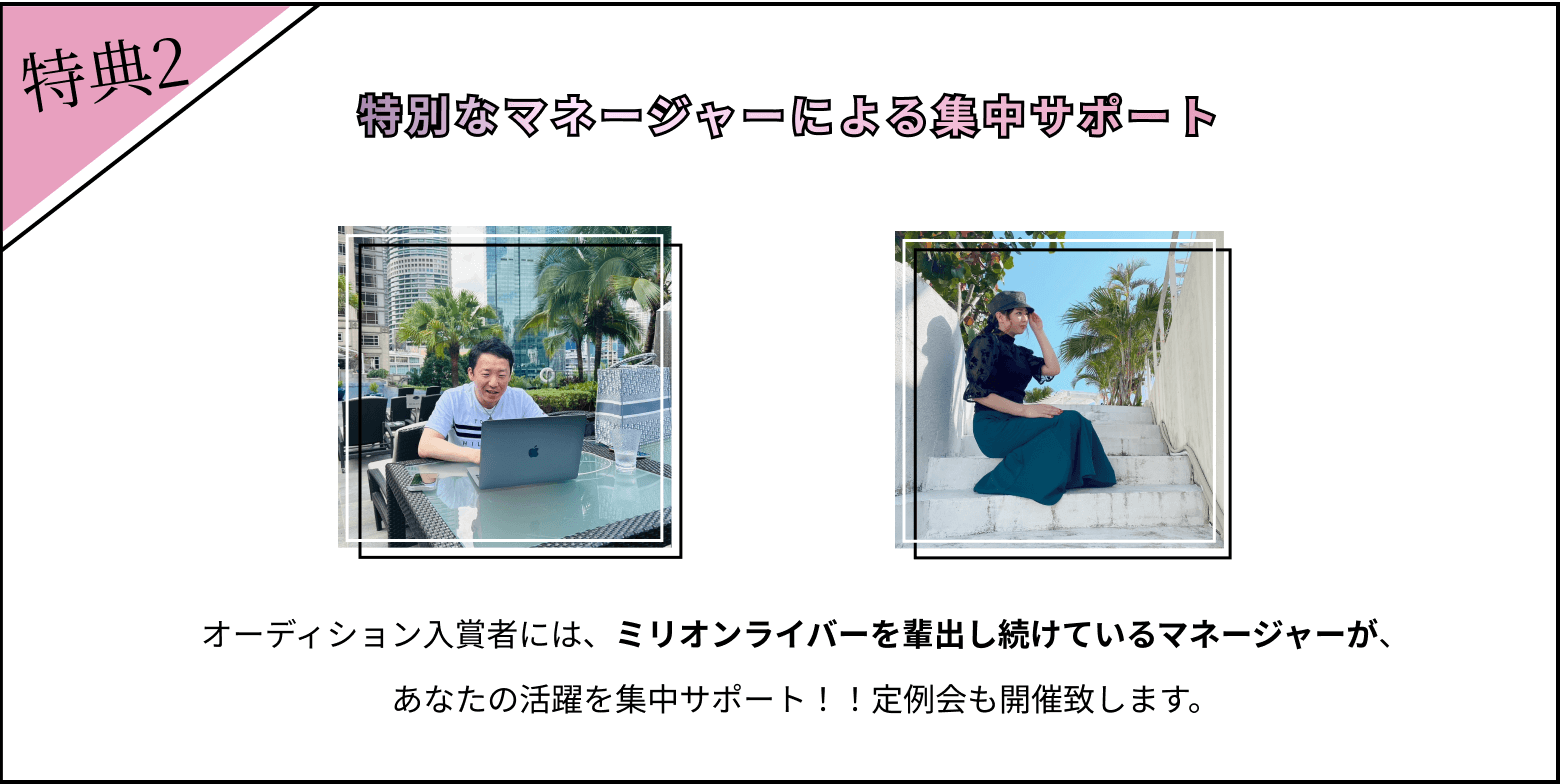 特典2
特別なマネージャーによる集中サポート
オーディション入賞者には、ミリオンライバーを輩出し続けているマネージャーが、
あなたの活躍を集中サポート！！定例会も開催致します。